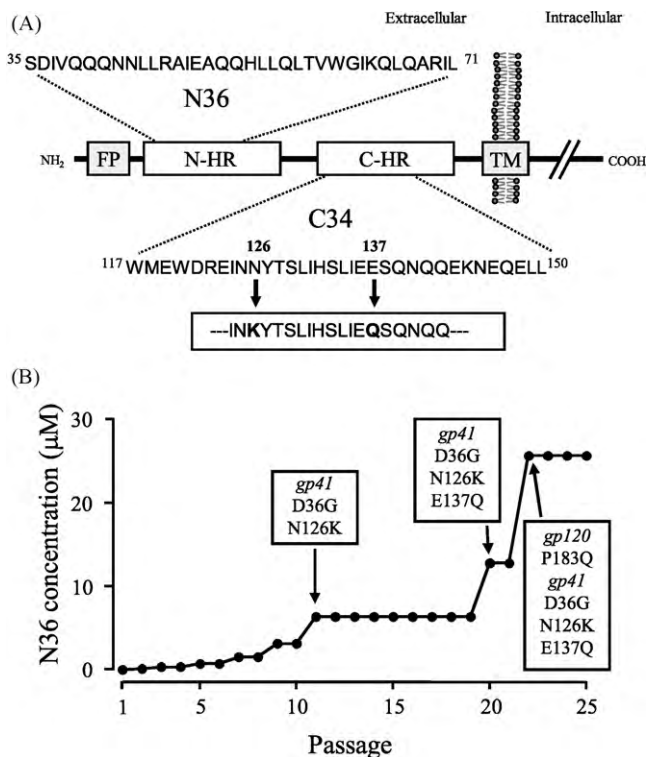 (A)
Extracellular Intracellular
35 SDIVQQQNNLLRAIEAQQHLLQLTVWGIKQLQARIL 71
N36
NH2 FP N-HR C-HR TM COOH
C34
126 137
117 WMEWDREINNYTSLIHSLIEESQNQQEKNEQELL 150
---INKYTSLIHSLIEQSQNQQ---
(B)
N36 concentration (μM)
30
20
10
0
gp41
D36G
N126K
gp41
D36G
N126K
E137Q
gp120
P183Q
gp41
D36G
N126K
E137Q
1 5 10 15 20 25
Passage